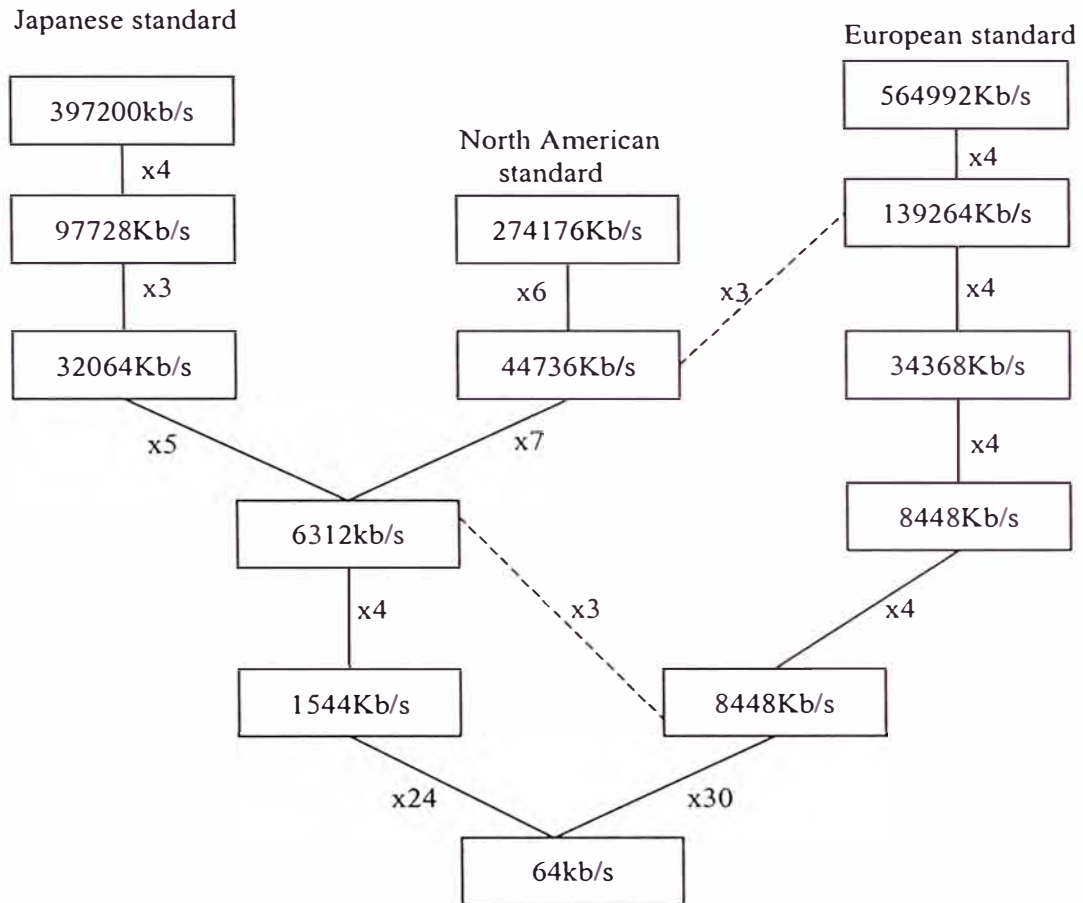 Japanese standard
European standard
397200kb/s
564992Kb/s
North American
standard
x4
x4
97728Kb/s
274176Kb/s
139264Kb/s
x3
x6
x3
x4
32064Kb/s
44736Kb/s
34368Kb/s
x5
x7
x4
6312kb/s
8448Kb/s
x4
x3
x4
1544Kb/s
8448Kb/s
x24
x30
64kb/s